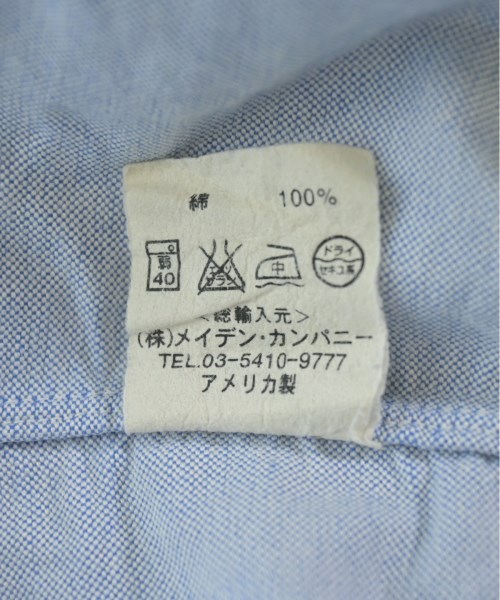 綿 100%
弱 40 エンソ サラシ 中 ドライ セキユ系
<総輸入元>
(株)メイデン・カンパニー
TEL.03-5410-9777
アメリカ製